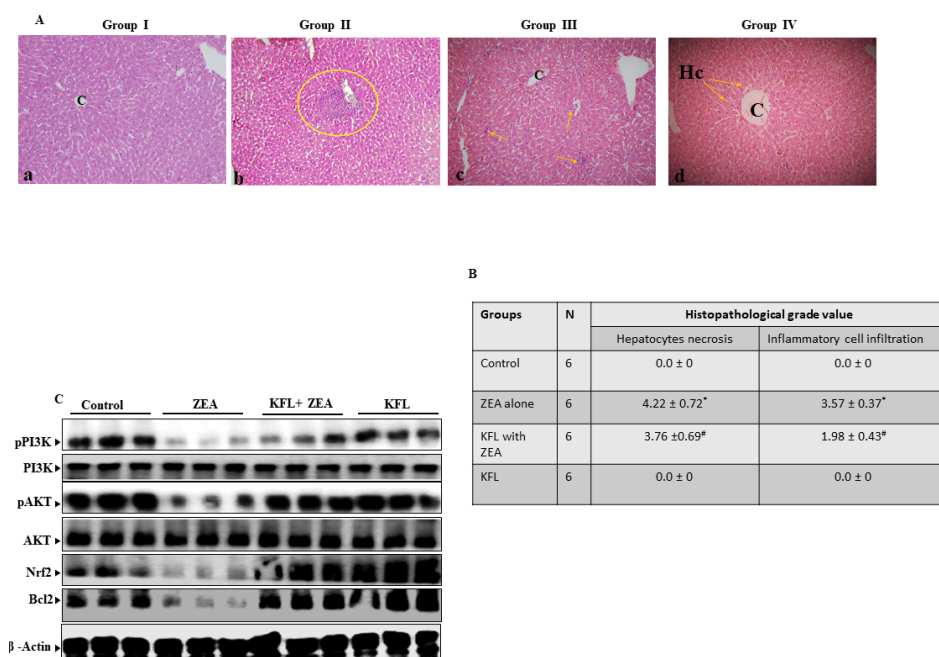 A
Group I
Group II
Group III
Group IV
C
C
Hc
C
a
b
c
d
B
Groups N Histopathological grade value
Hepatocytes necrosis Inflammatory cell infiltration
Control 6 0.0 ± 0 0.0 ± 0
ZEA alone 6 4.22 ± 0.72* 3.57 ± 0.37*
KFL with ZEA 6 3.76 ±0.69# 1.98 ± 0.43#
KFL 6 0.0 ± 0 0.0 ± 0
C
Control ZEA KFL+ ZEA KFL
pPI3K
PI3K
pAKT
AKT
Nrf2
Bcl2
β -Actin